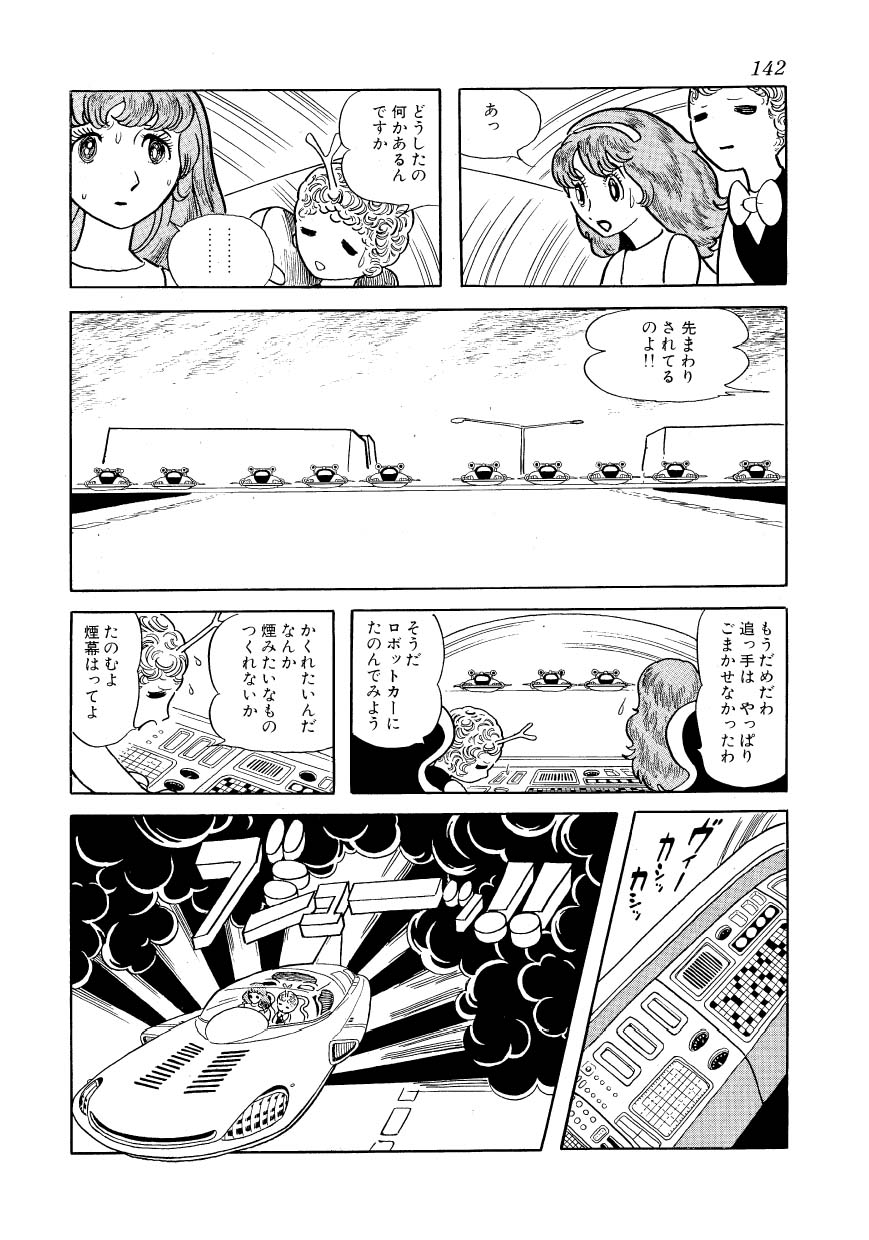 142
あっ
どうしたの
何かあるん
ですか
………
………
先まわり
されてる
のよ!!
もうだめだわ
追っ手は やっぱり
ごまかせなかったわ
そうだ
ロボットカーに
たのんでみよう
かくれたいんだ
なんか
煙みたいなもの
つくれないか
たのむよ
煙幕はってよ
ヴィー
カシッ
カシッ
ブシューッ!!